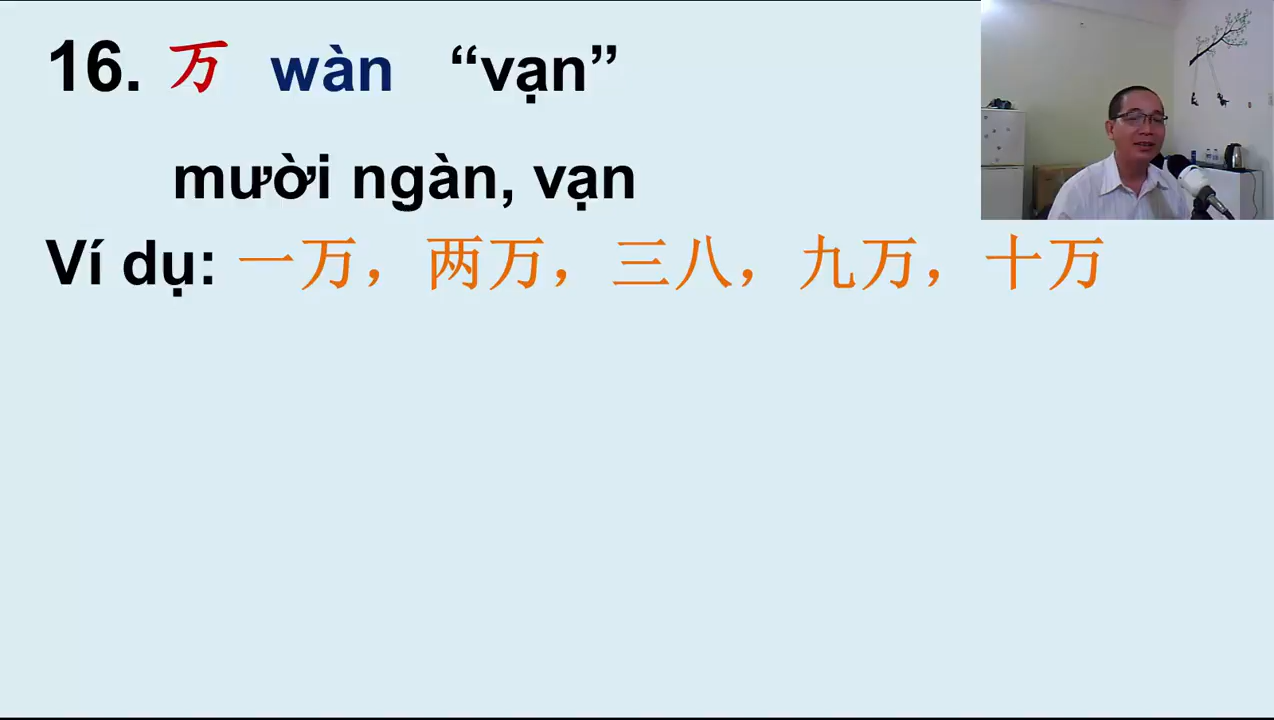 16. 万 wàn “vạn”
mười ngàn, vạn
Ví dụ: 一万，两万，三八，九万，十万